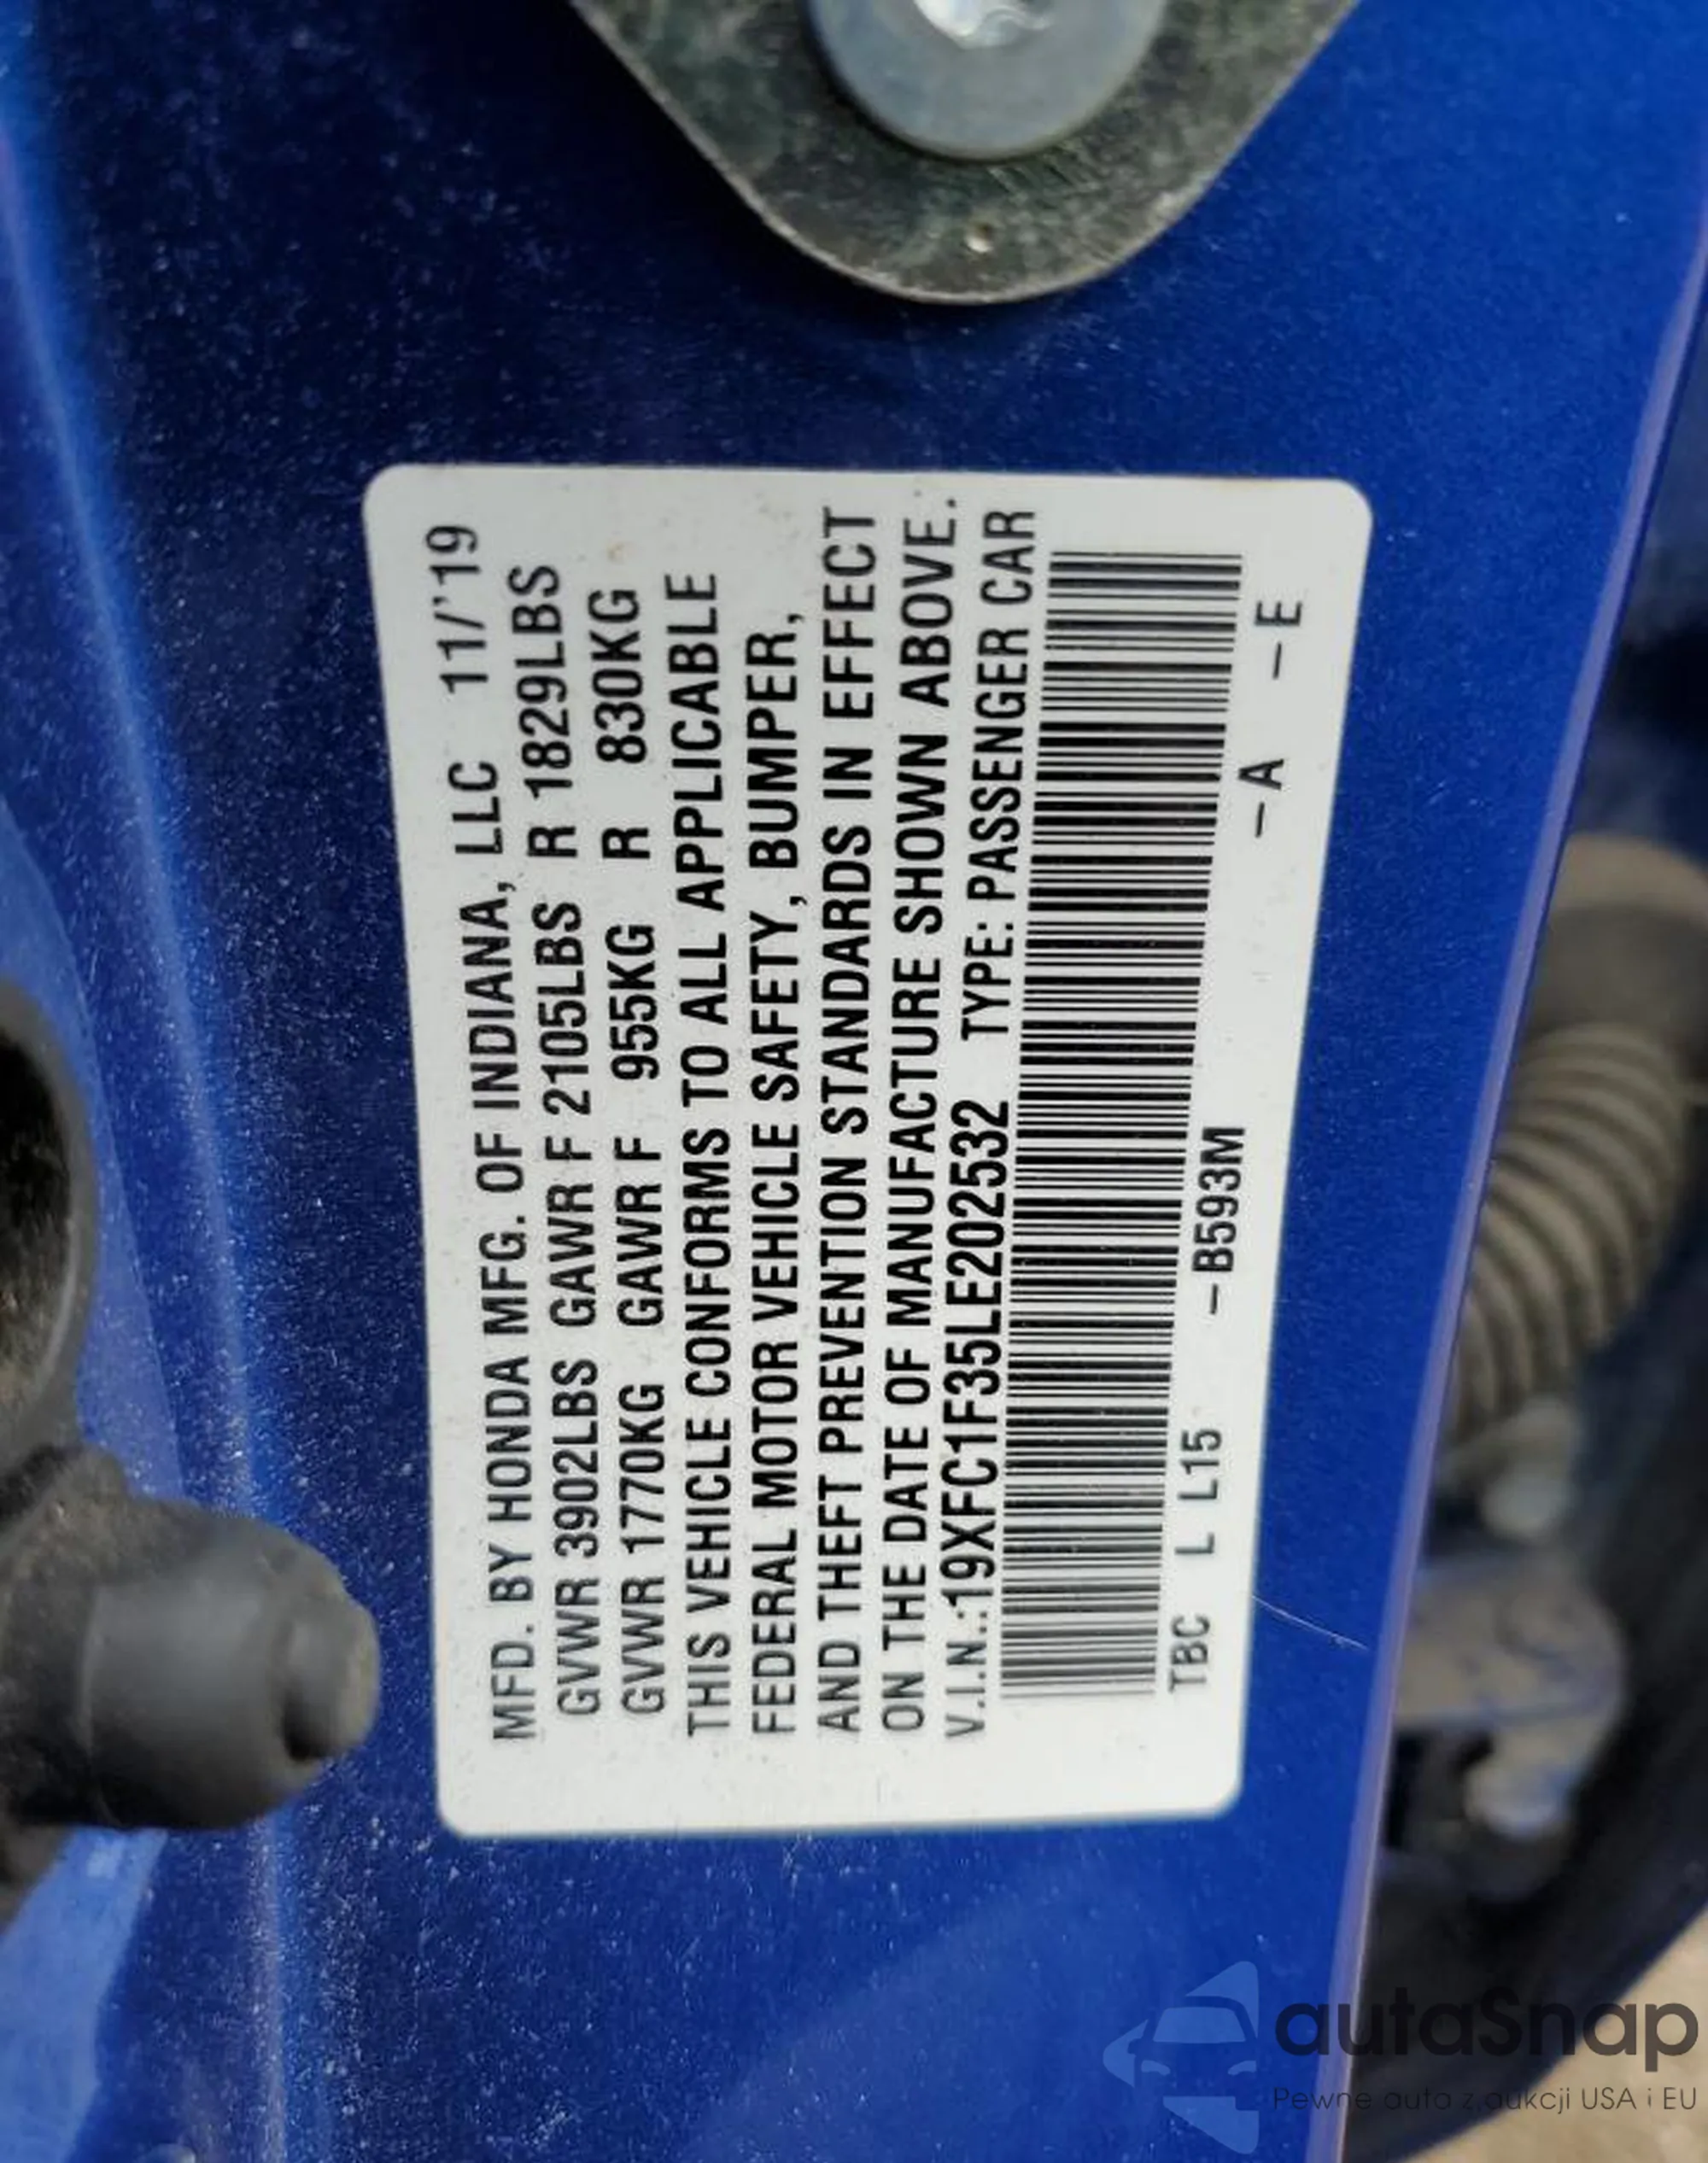 MFD. BY HONDA MFG. OF INDIANA, LLC 11/'19
GVWR 3902LBS GAWR F 2105LBS R 1829LBS
GVWR 1770KG GAWR F 955KG R 830KG
THIS VEHICLE CONFORMS TO ALL APPLICABLE
FEDERAL MOTOR VEHICLE SAFETY, BUMPER,
AND THEFT PREVENTION STANDARDS IN EFFECT
ON THE DATE OF MANUFACTURE SHOWN ABOVE.
V.I.N.:19XFC1F35LE202532 TYPE: PASSENGER CAR
TBC L L15 -B593M -A -E
autaSnap
Pewne auta z aukcji USA i EU